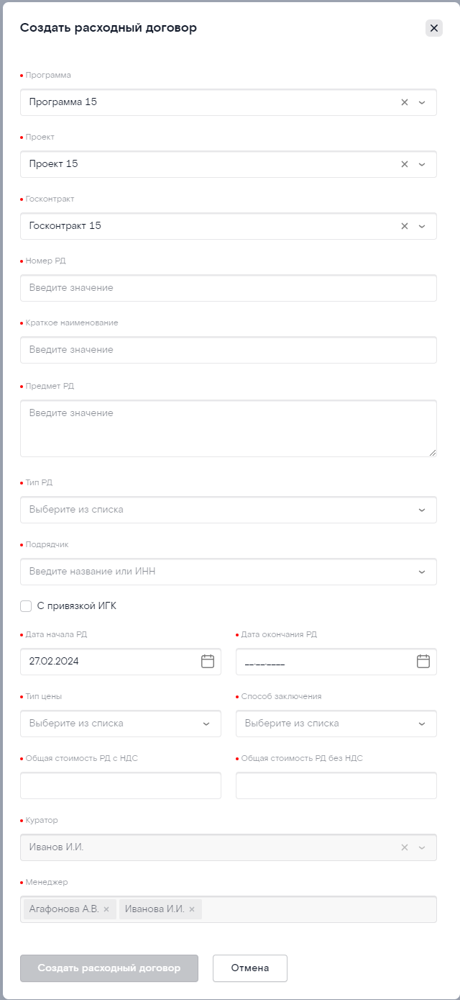 Создать расходный договор
Программа
Программа 15
Проект
Проект 15
Госконтракт
Госконтракт 15
Номер РД
Введите значение
Краткое наименование
Введите значение
Предмет РД
Введите значение
Тип РД
Выберите из списка
Подрядчик
Введите название или ИНН
С привязкой ИГК
Дата начала РД Дата окончания РД
27.02.2024 __.__.____
Тип цены Способ заключения
Выберите из списка Выберите из списка
Общая стоимость РД с НДС Общая стоимость РД без НДС
Куратор
Иванов И.И.
Менеджер
Агафонова А.В. Иванова И.И.
Создать расходный договор Отмена